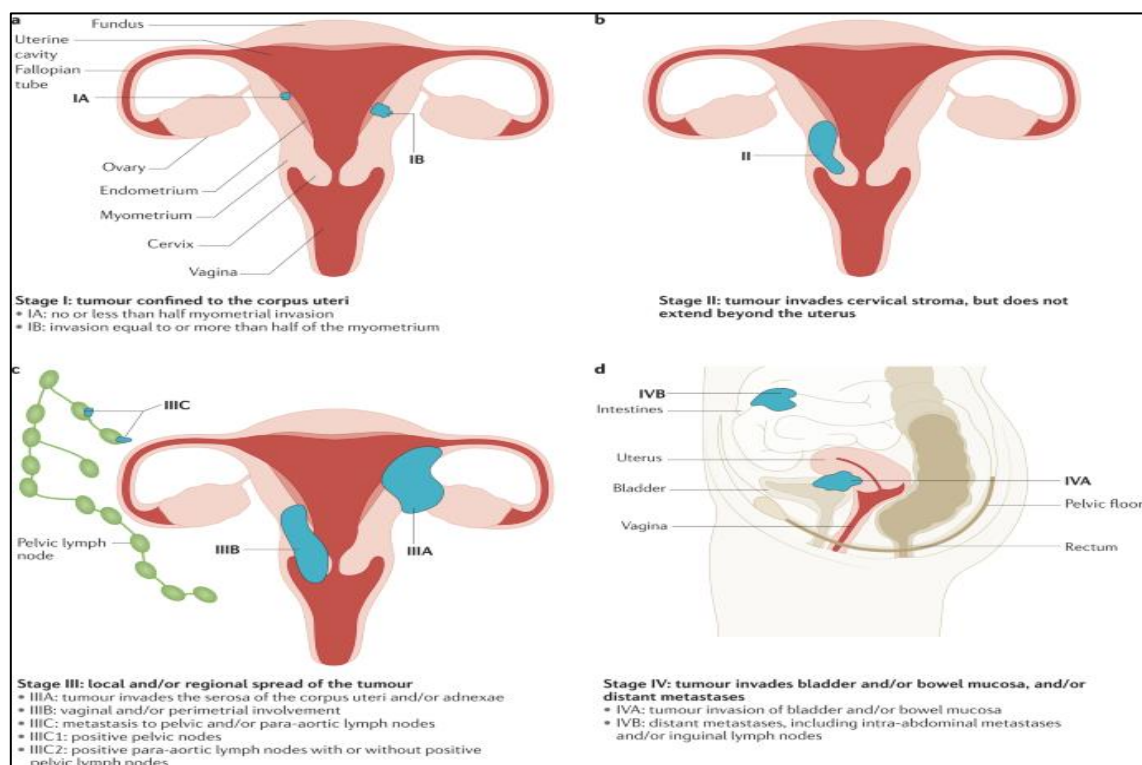 a
Fundus
Uterine
cavity
Fallopian
tube
IA
IB
Ovary
Endometrium
Myometrium
Cervix
Vagina
Stage I: tumour confined to the corpus uteri
• IA: no or less than half myometrial invasion
• IB: invasion equal to or more than half of the myometrium
b
II
Stage II: tumour invades cervical stroma, but does not
extend beyond the uterus
c
IIIC
Pelvic lymph
node
IIIB
IIIA
Stage III: local and/or regional spread of the tumour
• IIIA: tumour invades the serosa of the corpus uteri and/or adnexae
• IIIB: vaginal and/or perimetrial involvement
• IIIC: metastasis to pelvic and/or para-aortic lymph nodes
• IIIC1: positive pelvic nodes
• IIIC2: positive para-aortic lymph nodes with or without positive
pelvic lymph nodes
d
IVB
Intestines
Uterus
Bladder
IVA
Pelvic floor
Vagina
Rectum
Stage IV: tumour invades bladder and/or bowel mucosa, and/or
distant metastases
• IVA: tumour invasion of bladder and/or bowel mucosa
• IVB: distant metastases, including intra-abdominal metastases
and/or inguinal lymph nodes